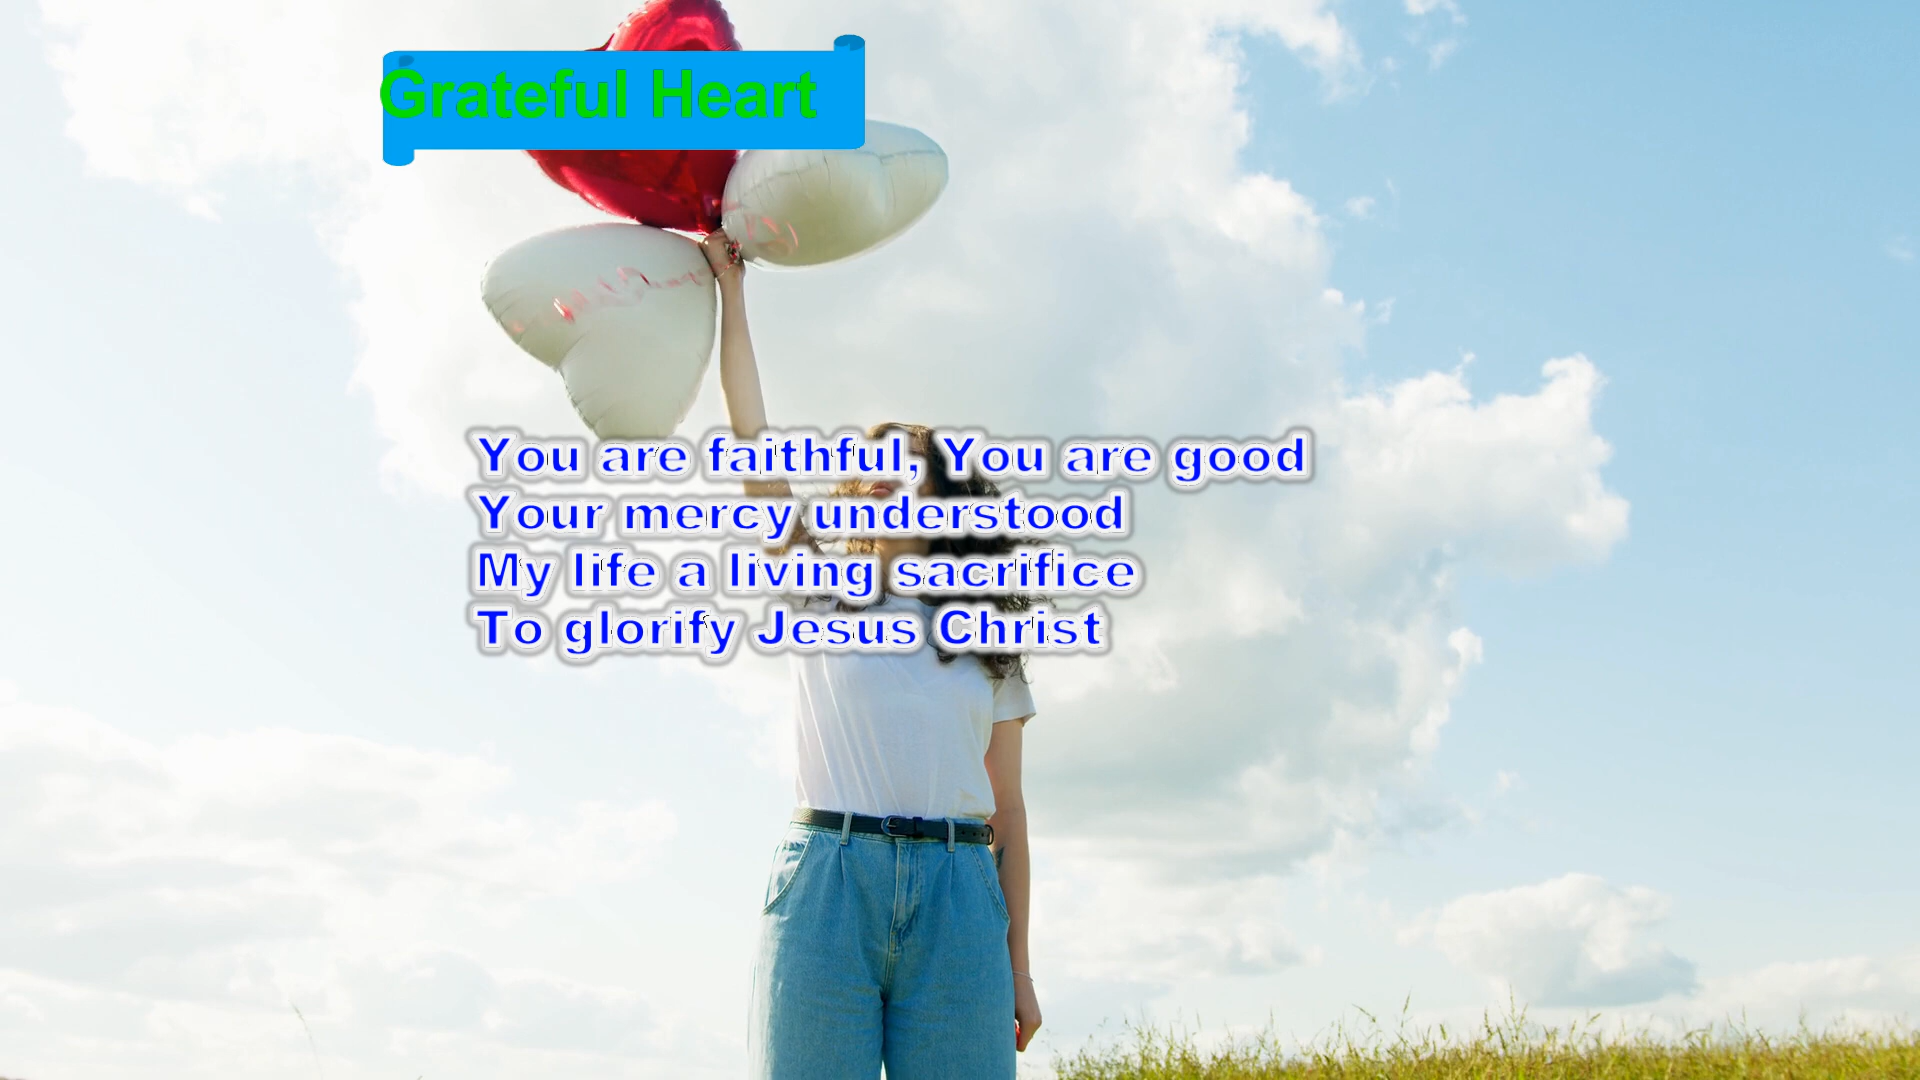 Grateful Heart
You are faithful, You are good
Your mercy understood
My life a living sacrifice
To glorify Jesus Christ